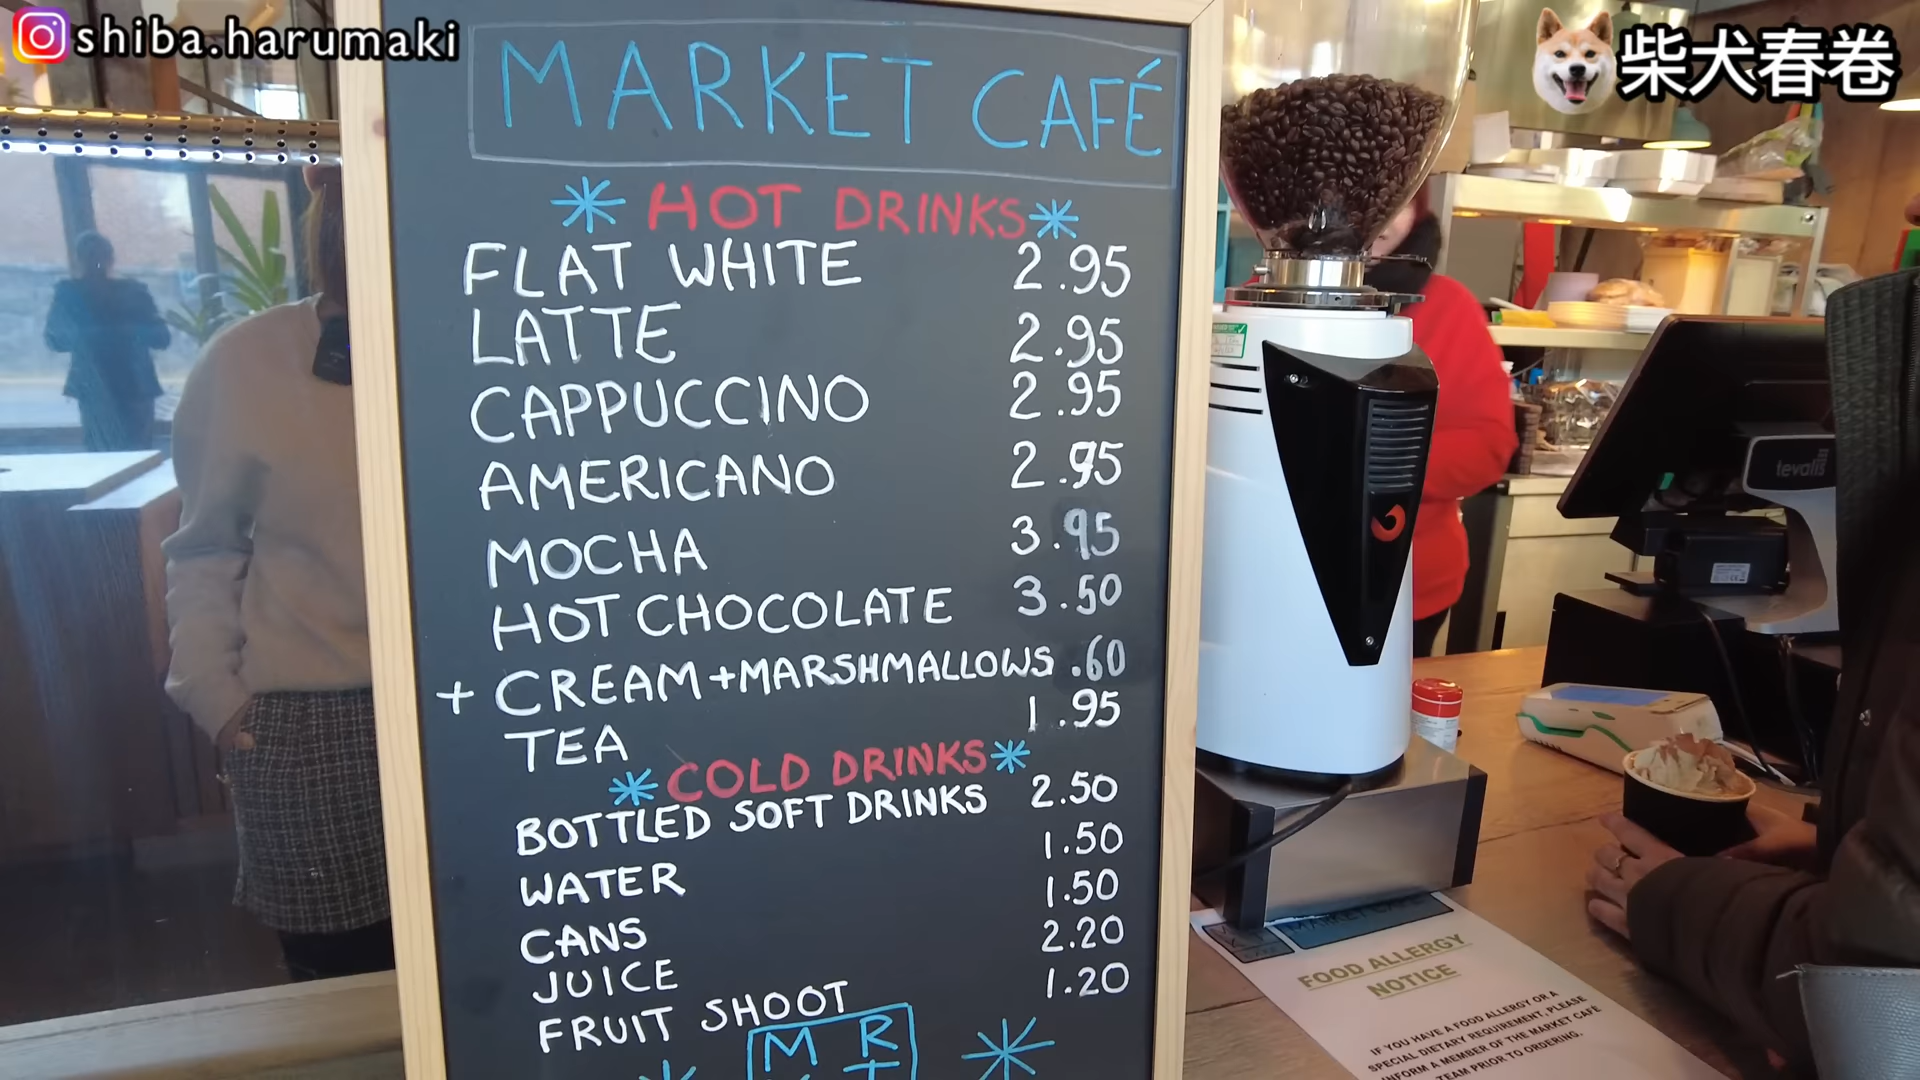 shiba.harumaki
柴犬春巻
MARKET CAFÉ
HOT DRINKS
FLAT WHITE 2.95
LATTE 2.95
CAPPUCCINO 2.95
AMERICANO 2.95
MOCHA 3.95
HOT CHOCOLATE 3.50
+ CREAM + MARSHMALLOWS .60
TEA 1.95
COLD DRINKS
BOTTLED SOFT DRINKS 2.50
WATER 1.50
CANS 1.50
JUICE 2.20
FRUIT SHOOT 1.20
M R
tevalis
MARKET CAFE
FOOD ALLERGY
NOTICE
IF YOU HAVE A FOOD ALLERGY OR A
SPECIAL DIETARY REQUIREMENT, PLEASE
INFORM A MEMBER OF THE MARKET CAFÉ
TEAM PRIOR TO ORDERING.